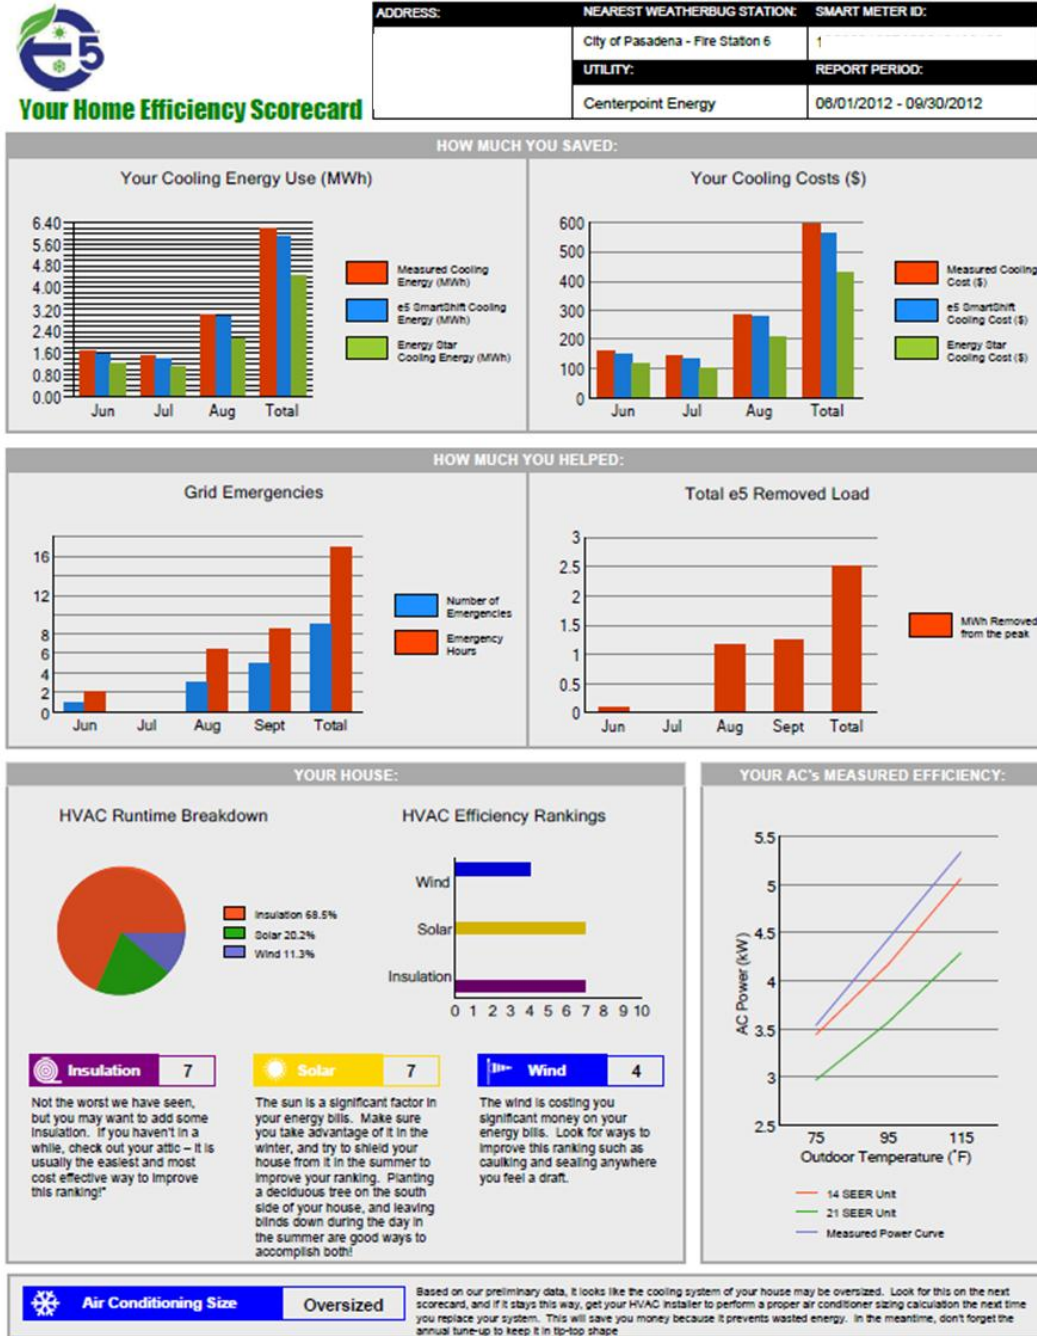 e5
Your Home Efficiency Scorecard
ADDRESS:
NEAREST WEATHERBUG STATION:
SMART METER ID:
City of Pasadena - Fire Station 6
1
UTILITY:
REPORT PERIOD:
Centerpoint Energy
06/01/2012 - 09/30/2012
HOW MUCH YOU SAVED:
Your Cooling Energy Use (MWh)
6.40
5.60
4.80
4.00
3.20
2.40
1.60
0.80
0.00
Jun Jul Aug Total
Measured Cooling
Energy (MWh)
e5 SmartShift Cooling
Energy (MWh)
Energy Star
Cooling Energy (MWh)
Your Cooling Costs ($)
600
500
400
300
200
100
0
Jun Jul Aug Total
Measured Cooling
Cost ($)
e5 SmartShift
Cooling Cost ($)
Energy Star
Cooling Cost ($)
HOW MUCH YOU HELPED:
Grid Emergencies
16
12
8
6
4
2
0
Jun Jul Aug Sept Total
Number of
Emergencies
Emergency
Hours
Total e5 Removed Load
3
2.5
2
1.5
1
0.5
0
Jun Jul Aug Sept Total
MWh Removed
from the peak
YOUR HOUSE:
HVAC Runtime Breakdown
Insulation 68.5%
Solar 20.2%
Wind 11.3%
HVAC Efficiency Rankings
Wind
Solar
Insulation
0 1 2 3 4 5 6 7 8 9 10
Insulation 7
Not the worst we have seen,
but you may want to add some
insulation. If you haven't in a
while, check out your attic – it is
usually the easiest and most
cost effective way to improve
this ranking!"
Solar 7
The sun is a significant factor in
your energy bills. Make sure
you take advantage of it in the
winter, and try to shield your
house from it in the summer to
improve your ranking. Planting
a deciduous tree on the south
side of your house, and leaving
blinds down during the day in
the summer are good ways to
accomplish both!
Wind 4
The wind is costing you
significant money on your
energy bills. Look for ways to
improve this ranking such as
caulking and sealing anywhere
you feel a draft.
YOUR AC's MEASURED EFFICIENCY:
AC Power (kW)
5.5
5
4.5
4
3.5
3
2.5
75 95 115
Outdoor Temperature (˚F)
14 SEER Unit
21 SEER Unit
Measured Power Curve
Air Conditioning Size
Oversized
Based on our preliminary data, it looks like the cooling system of your house may be oversized. Look for this on the next
scorecard, and if it stays this way, get your HVAC installer to perform a proper air conditioner sizing calculation the next time
you replace your system. This will save you money because it prevents wasted energy. In the meantime, don't forget the
annual tune-up to keep it in tip-top shape